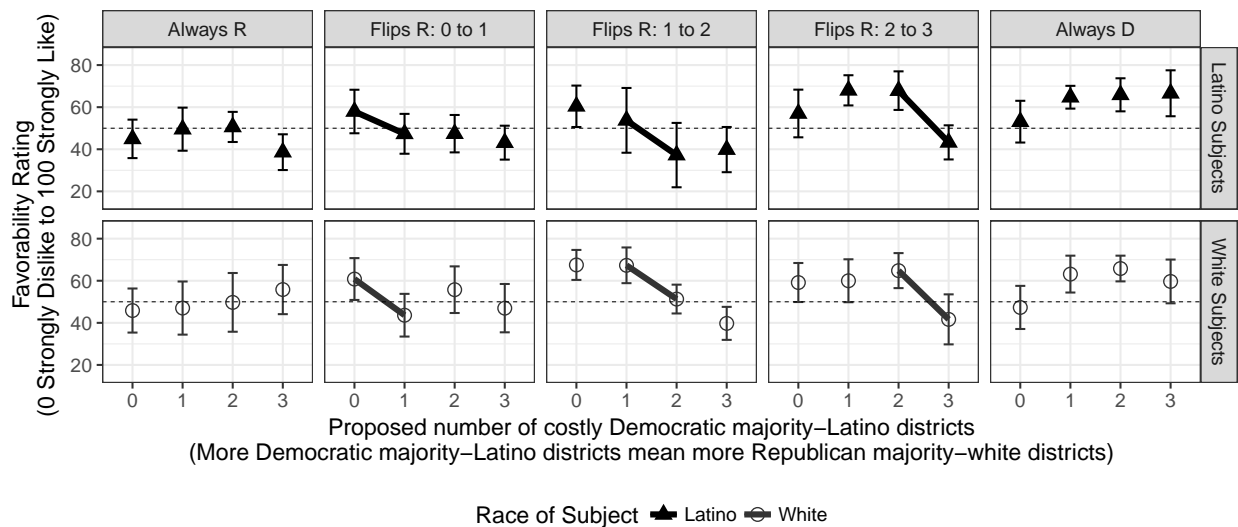 Always R
Flips R: 0 to 1
Flips R: 1 to 2
Flips R: 2 to 3
Always D
Favorability Rating
(0 Strongly Dislike to 100 Strongly Like)
80
60
40
20
Latino Subjects
80
60
40
20
White Subjects
0 1 2 3 0 1 2 3 0 1 2 3 0 1 2 3 0 1 2 3
Proposed number of costly Democratic majority−Latino districts
(More Democratic majority−Latino districts mean more Republican majority−white districts)
Race of Subject Latino White